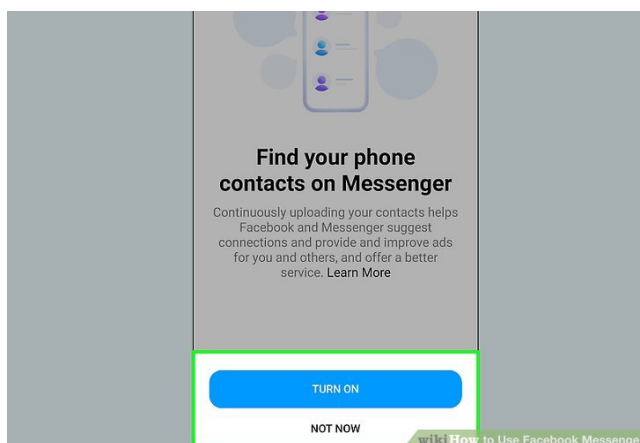 Find your phone
contacts on Messenger
Continuously uploading your contacts helps
Facebook and Messenger suggest
connections and provide and improve ads
for you and others, and offer a better
service. Learn More
TURN ON
NOT NOW
wikiHow to Use Facebook Messenge